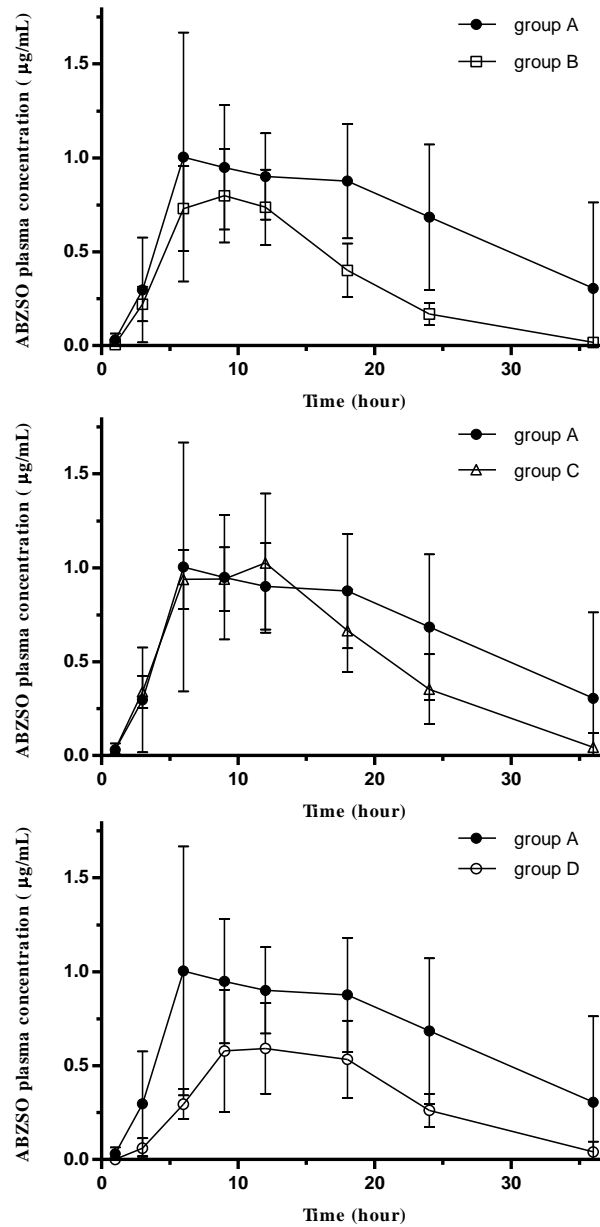 group A
group B
ABZSO plasma concentration ( μg/mL)
1.5
1.0
0.5
0.0
0 10 20 30
Time (hour)
group A
group C
ABZSO plasma concentration ( μg/mL)
1.5
1.0
0.5
0.0
0 10 20 30
Time (hour)
group A
group D
ABZSO plasma concentration ( μg/mL)
1.5
1.0
0.5
0.0
0 10 20 30
Time (hour)